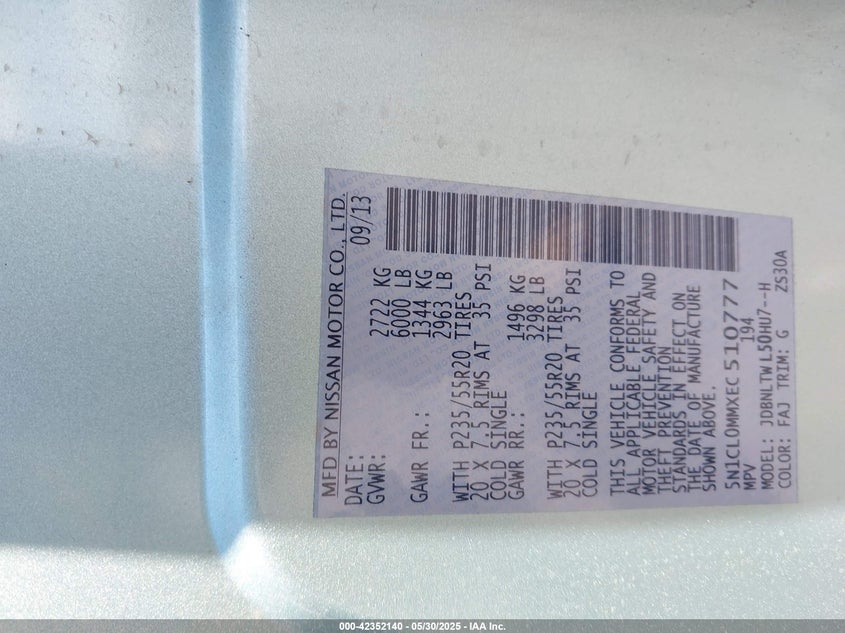 MFD BY NISSAN MOTOR CO., LTD.
DATE: 09/13
GVWR: 2722 KG
6000 LB
GAWR FR.: 1344 KG
2963 LB
WITH P235/55R20 TIRES
20 X 7.5 RIMS AT 35 PSI
COLD SINGLE
GAWR RR.: 1496 KG
3298 LB
WITH P235/55R20 TIRES
20 X 7.5 RIMS AT 35 PSI
COLD SINGLE
THIS VEHICLE CONFORMS TO
ALL APPLICABLE FEDERAL
MOTOR VEHICLE SAFETY AND
THEFT PREVENTION
STANDARDS IN EFFECT ON
THE DATE OF MANUFACTURE
SHOWN ABOVE.
5N1CL0MMXEC510777
MPV 194
MODEL: JDBNLTWL50HU7--H
COLOR: FAJ TRIM: G ZS30A
000-42352140 - 05/30/2025 - IAA Inc.